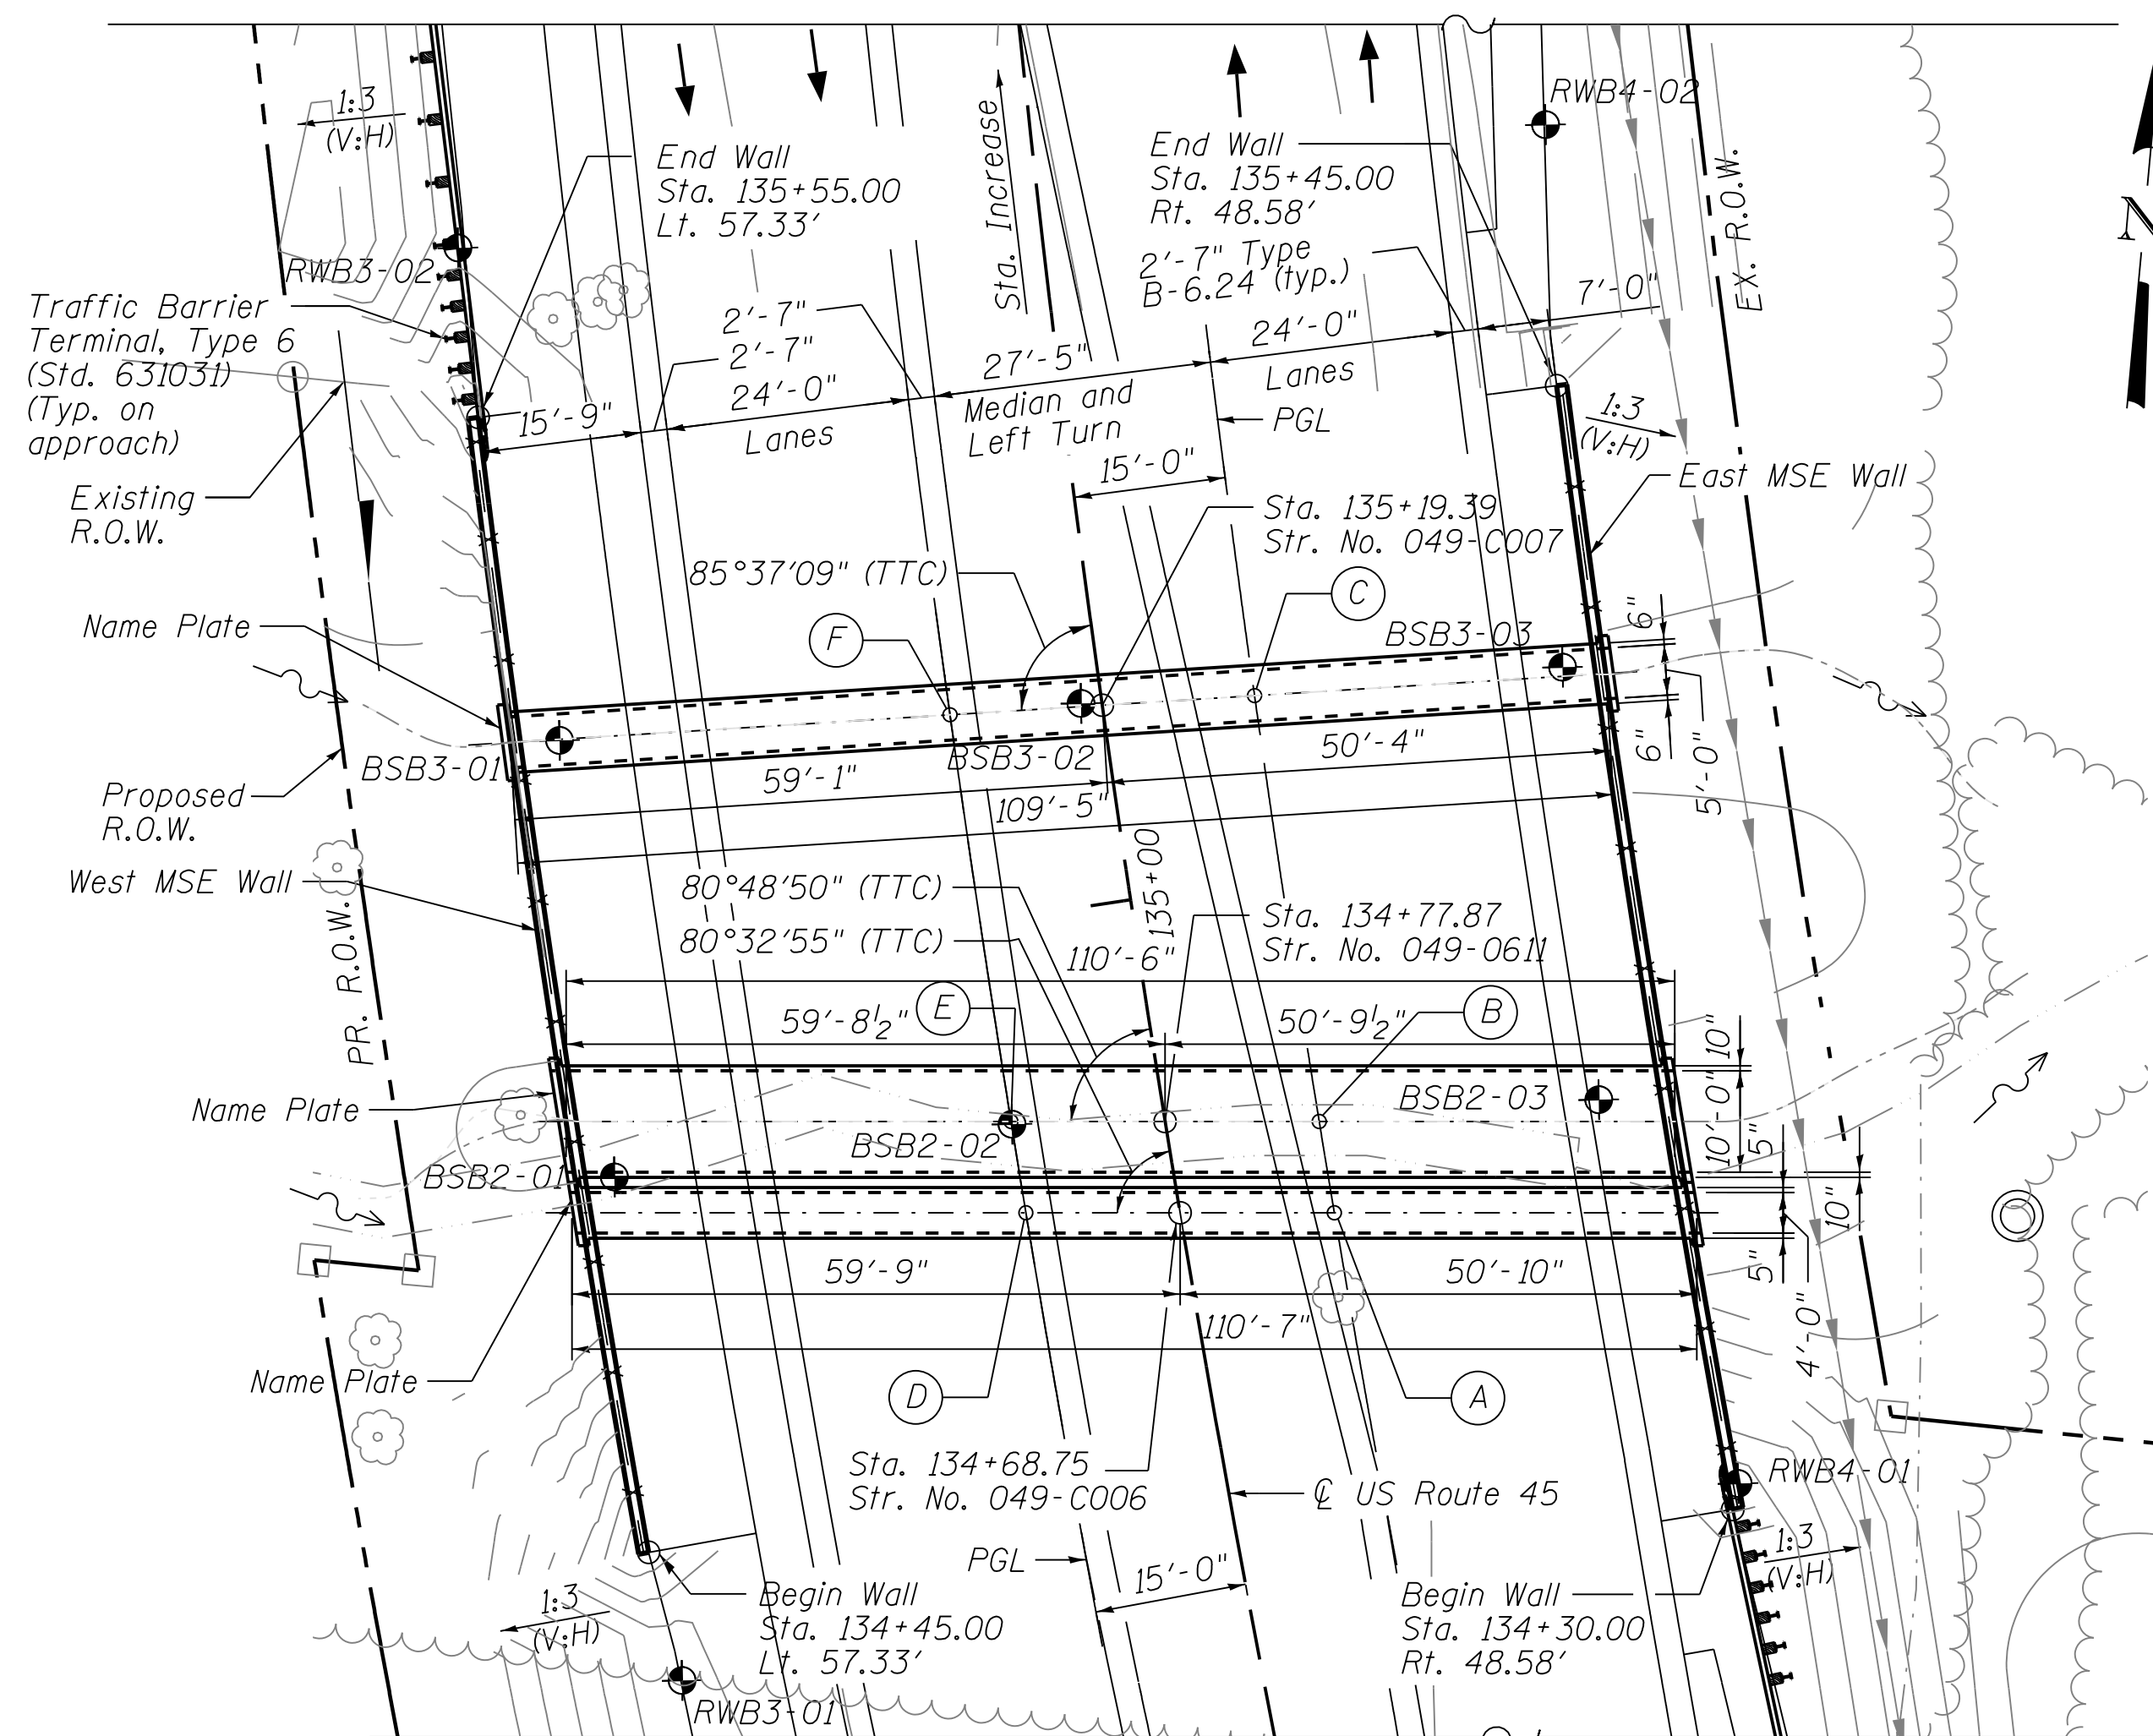 RWB4-02
1:3
(V:H)
End Wall
Sta. 135+55.00
Lt. 57.33'
Sta. Increase
End Wall
Sta. 135+45.00
Rt. 48.58'
2'-7" Type
B-6.24 (typ.)
EX. R.O.W.
N
RWB3-02
Traffic Barrier
Terminal, Type 6
(Std. 631031)
(Typ. on
approach)
Existing
R.O.W.
2'-7"
2'-7"
7'-0"
24'-0"
Lanes
27'-5"
Median and
Left Turn
24'-0"
Lanes
15'-9"
PGL
15'-0"
1:3
(V:H)
East MSE Wall
Sta. 135+19.39
Str. No. 049-C007
85°37'09" (TTC)
C
F
Name Plate
BSB3-03
6"
6"
5'-0"
BSB3-01
BSB3-02
59'-1"
50'-4"
109'-5"
Proposed
R.O.W.
West MSE Wall
PR. R.O.W.
135+00
80°48'50" (TTC)
80°32'55" (TTC)
Sta. 134+77.87
Str. No. 049-0611
110'-6"
59'-8½"
E
50'-9½"
B
10"
10'-0"
5"
10"
5"
4'-0"
Name Plate
BSB2-03
BSB2-02
BSB2-01
59'-9"
50'-10"
110'-7"
Name Plate
D
A
Sta. 134+68.75
Str. No. 049-C006
℄ US Route 45
RWB4-01
PGL
15'-0"
1:3
(V:H)
1:3
(V:H)
Begin Wall
Sta. 134+45.00
Lt. 57.33'
Begin Wall
Sta. 134+30.00
Rt. 48.58'
RWB3-01